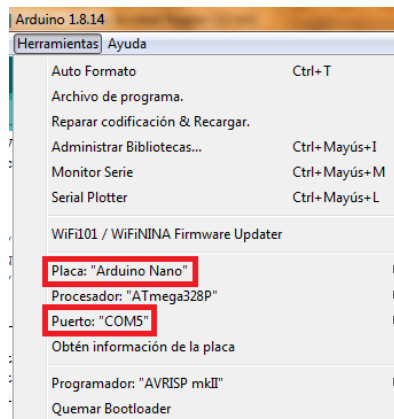 Arduino 1.8.14
Herramientas Ayuda
Auto Formato Ctrl+T
Archivo de programa.
Reparar codificación & Recargar.
Administrar Bibliotecas... Ctrl+Mayús+I
Monitor Serie Ctrl+Mayús+M
Serial Plotter Ctrl+Mayús+L
WiFi101 / WiFiNINA Firmware Updater
Placa: "Arduino Nano"
Procesador: "ATmega328P"
Puerto: "COM5"
Obtén información de la placa
Programador: "AVRISP mkII"
Quemar Bootloader